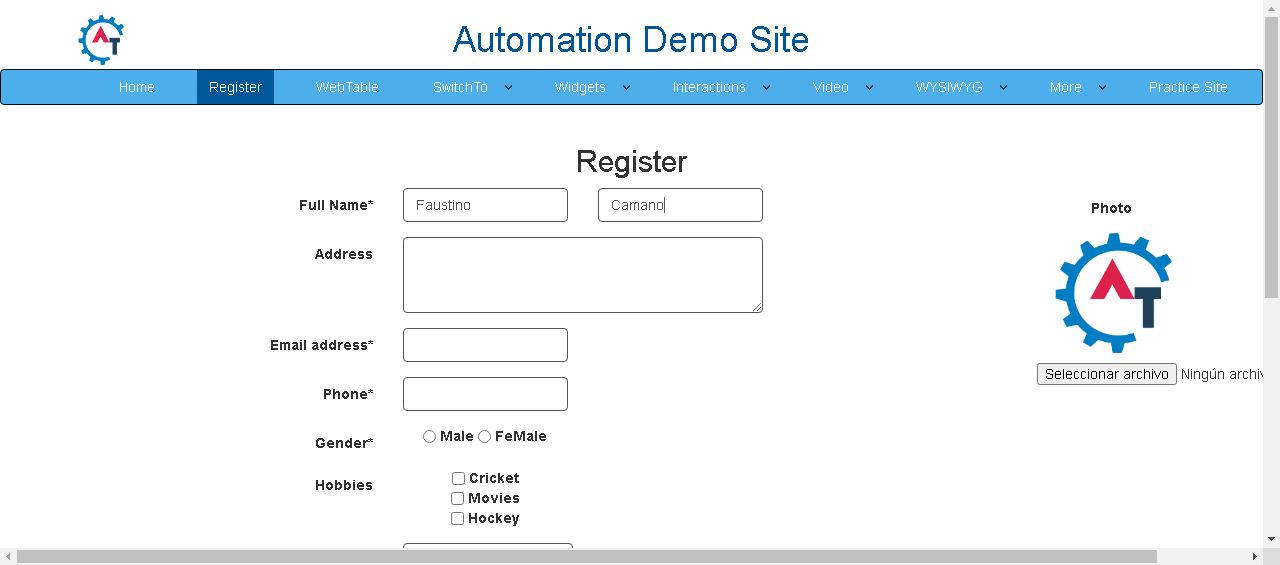 Automation Demo Site
Home Register WebTable SwitchTo Widgets Interactions Video WYSIWYG More Practice Site
Register
Full Name* Faustino Camano
Photo
Address
Email address*
Seleccionar archivo Ningún
Phone*
Gender* Male FeMale
Hobbies Cricket
Movies
Hockey